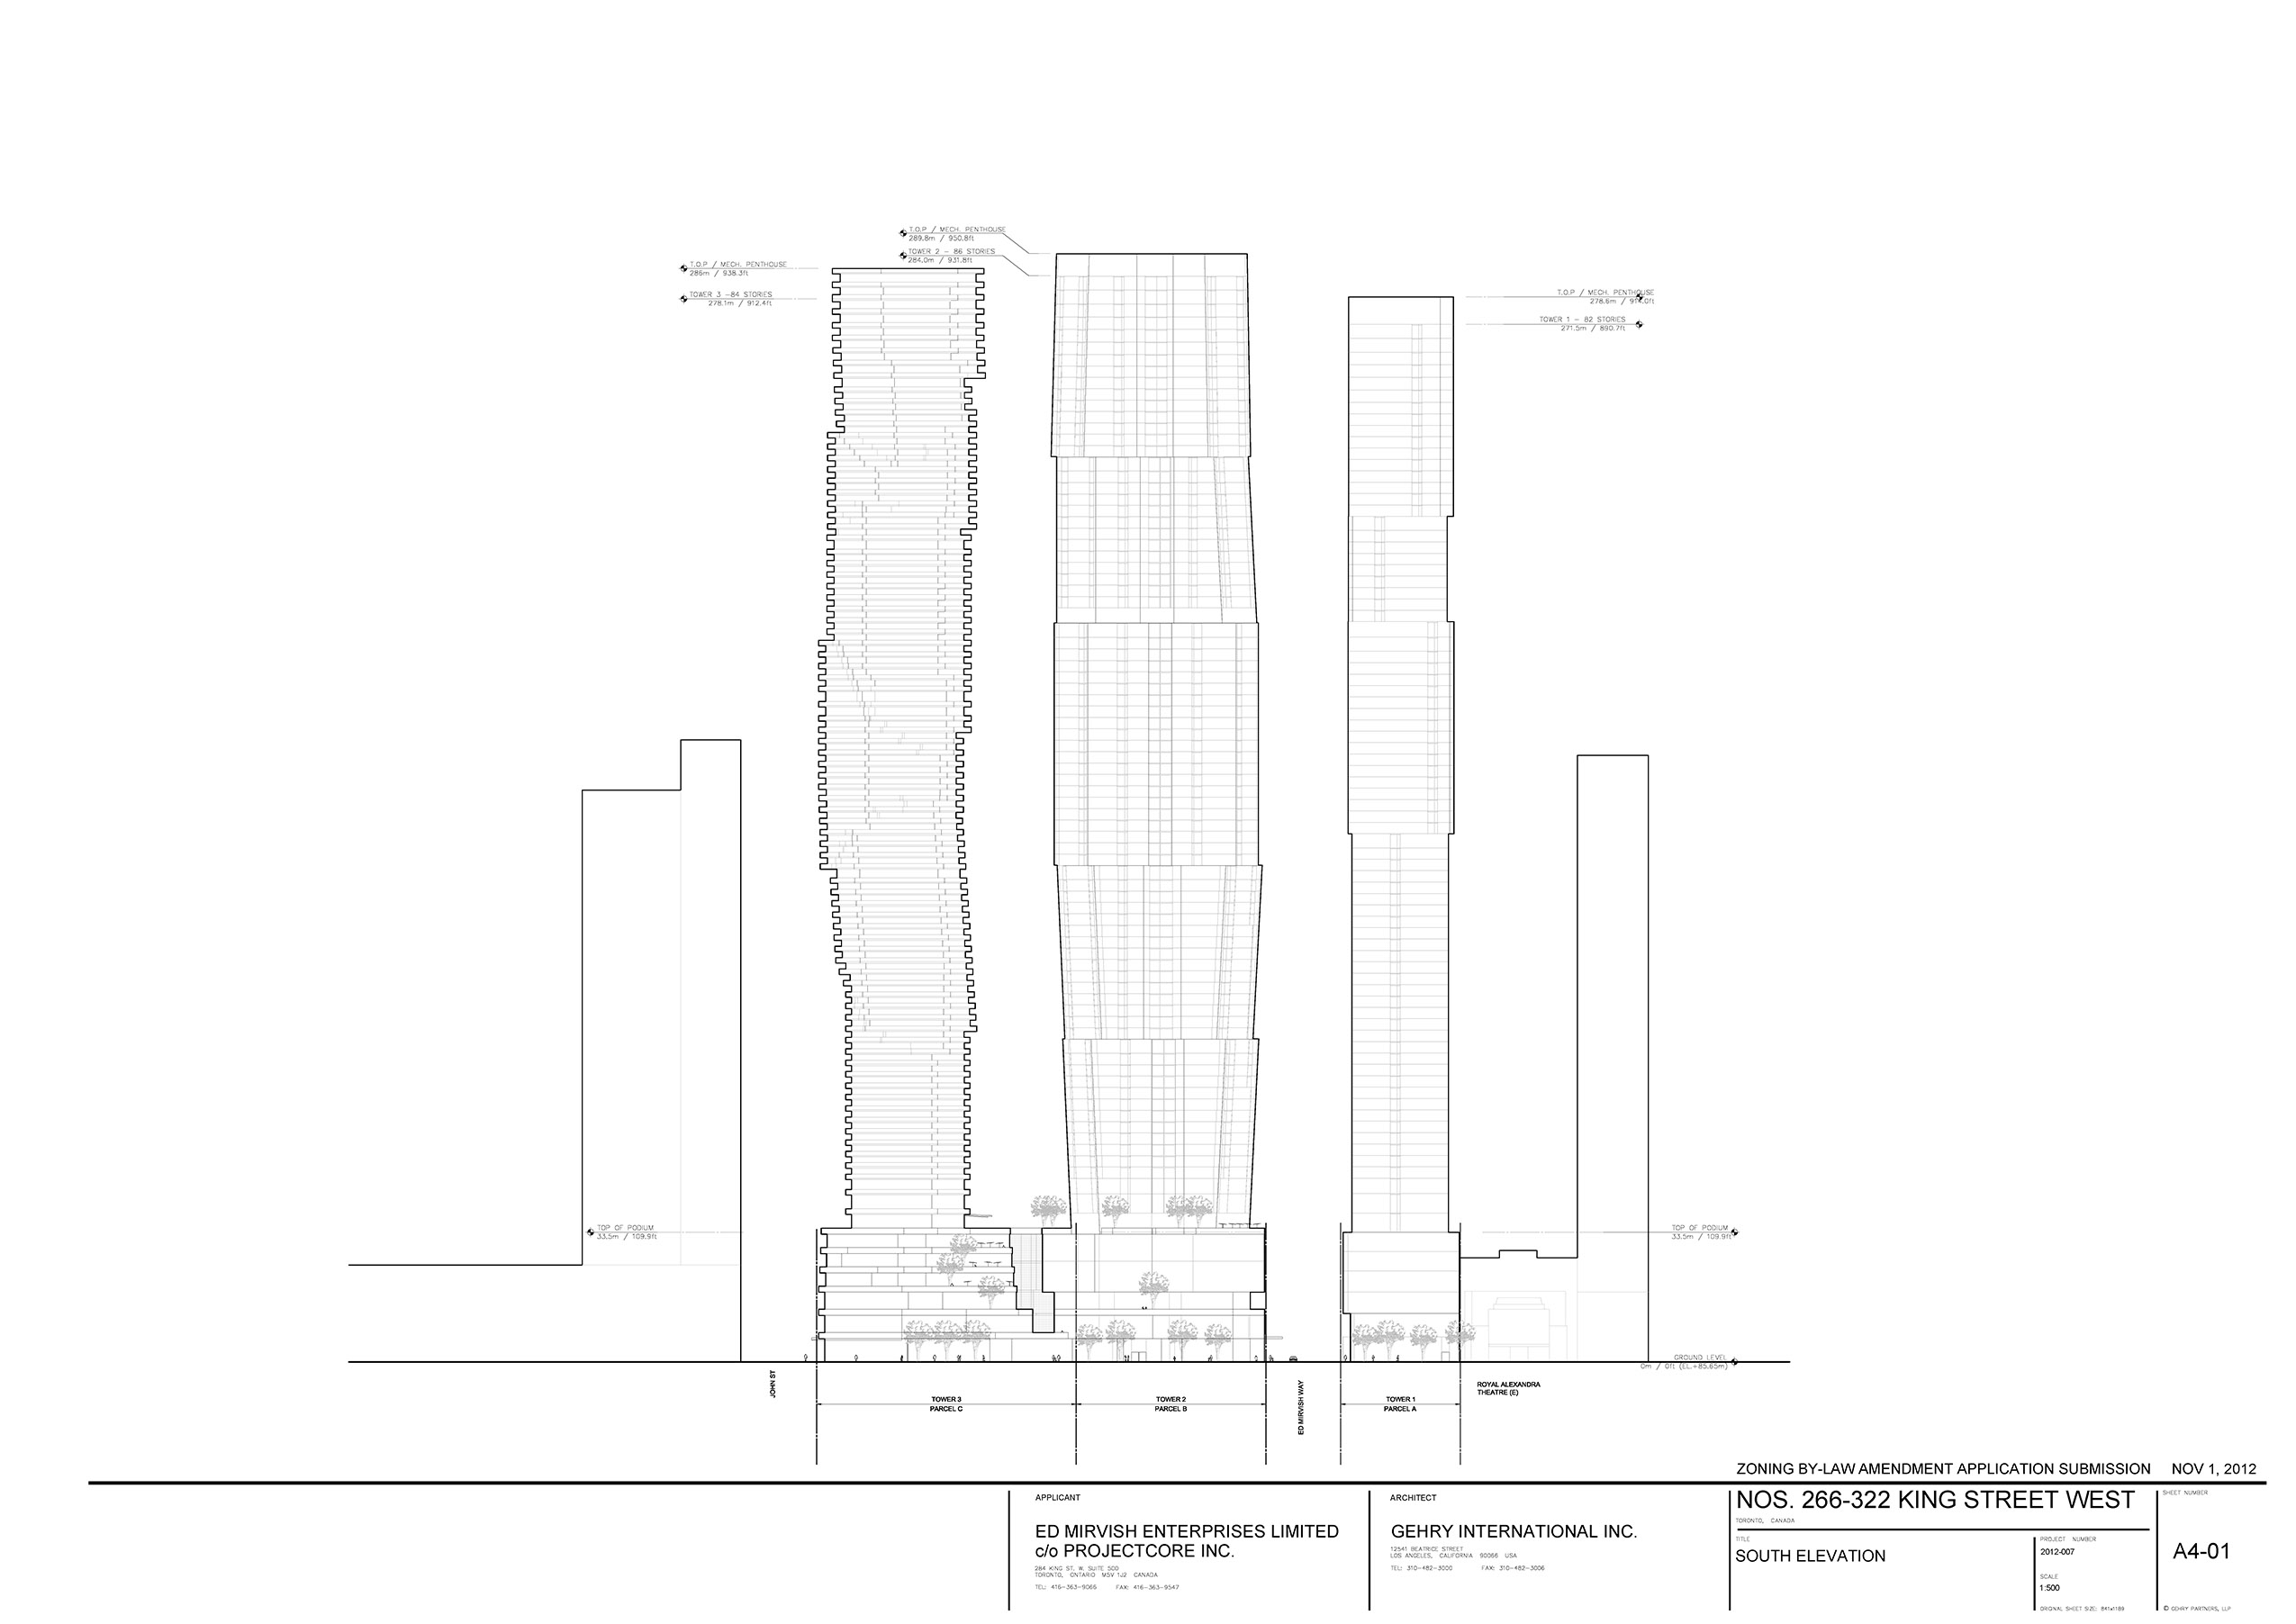 T.O.P / MECH. PENTHOUSE
289.8m / 950.8ft
TOWER 2 - 86 STORIES
284.0m / 931.8ft
T.O.P / MECH. PENTHOUSE
286m / 938.3ft
TOWER 3 -84 STORIES
278.1m / 912.4ft
T.O.P / MECH. PENTHOUSE
278.6m / 914.0ft
TOWER 1 - 82 STORIES
271.5m / 890.7ft
TOP OF PODIUM
33.5m / 109.9ft
TOP OF PODIUM
33.5m / 109.9ft
GROUND LEVEL
0m / 0ft (EL.+85.65m)
JOHN ST
TOWER 3
PARCEL C
TOWER 2
PARCEL B
ED MIRVISH WAY
TOWER 1
PARCEL A
ROYAL ALEXANDRA
THEATRE (E)
ZONING BY-LAW AMENDMENT APPLICATION SUBMISSION NOV 1, 2012
APPLICANT
ED MIRVISH ENTERPRISES LIMITED
c/o PROJECTCORE INC.
284 KING ST, W. SUITE 500
TORONTO, ONTARIO M5V 1J2 CANADA
TEL: 416-363-9065 FAX: 416-363-9547
ARCHITECT
GEHRY INTERNATIONAL INC.
12541 BEATRICE STREET
LOS ANGELES, CALIFORNIA 90066 USA
TEL: 310-482-3000 FAX: 310-482-3006
NOS. 266-322 KING STREET WEST
TORONTO, CANADA
TITLE
SOUTH ELEVATION
PROJECT NUMBER
2012-007
SCALE
1:500
ORIGINAL SHEET SIZE: 841x1189
SHEET NUMBER
A4-01
© GEHRY PARTNERS, LLP